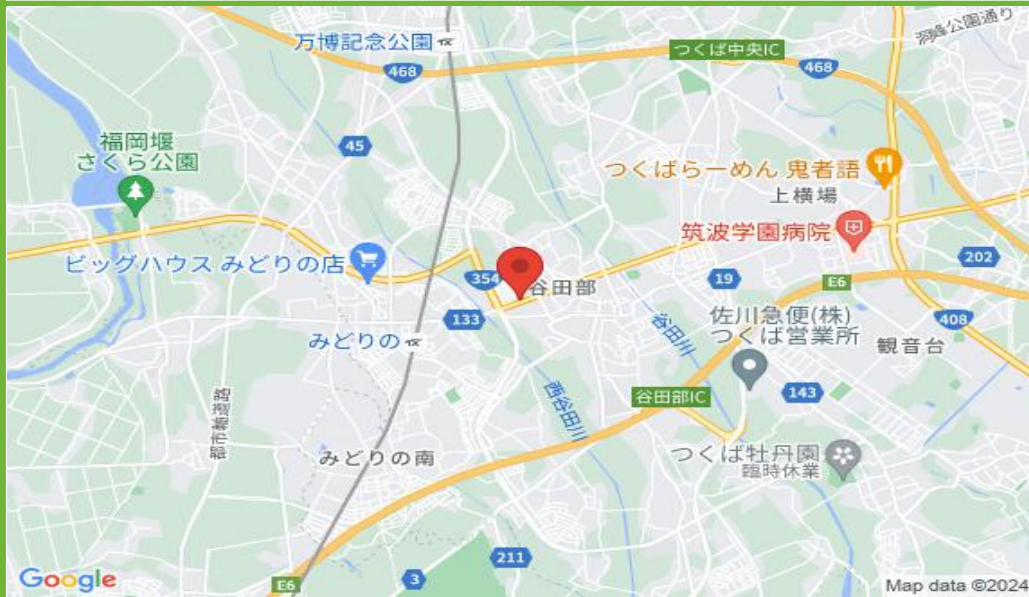 洞峰公園通り
万博記念公園
つくば中央IC
468
468
45
福岡堰
さくら公園
つくばらーめん 鬼者語
上横場
筑波学園病院
ビッグハウス みどりの店
354
谷田部
19
E6
202
133
佐川急便(株)
つくば営業所
408
みどりの
谷田川
観音台
西谷田川
谷田部IC
143
都市軸道路
みどりの南
つくば牡丹園
臨時休業
211
3
E6
Google
Map data ©2024